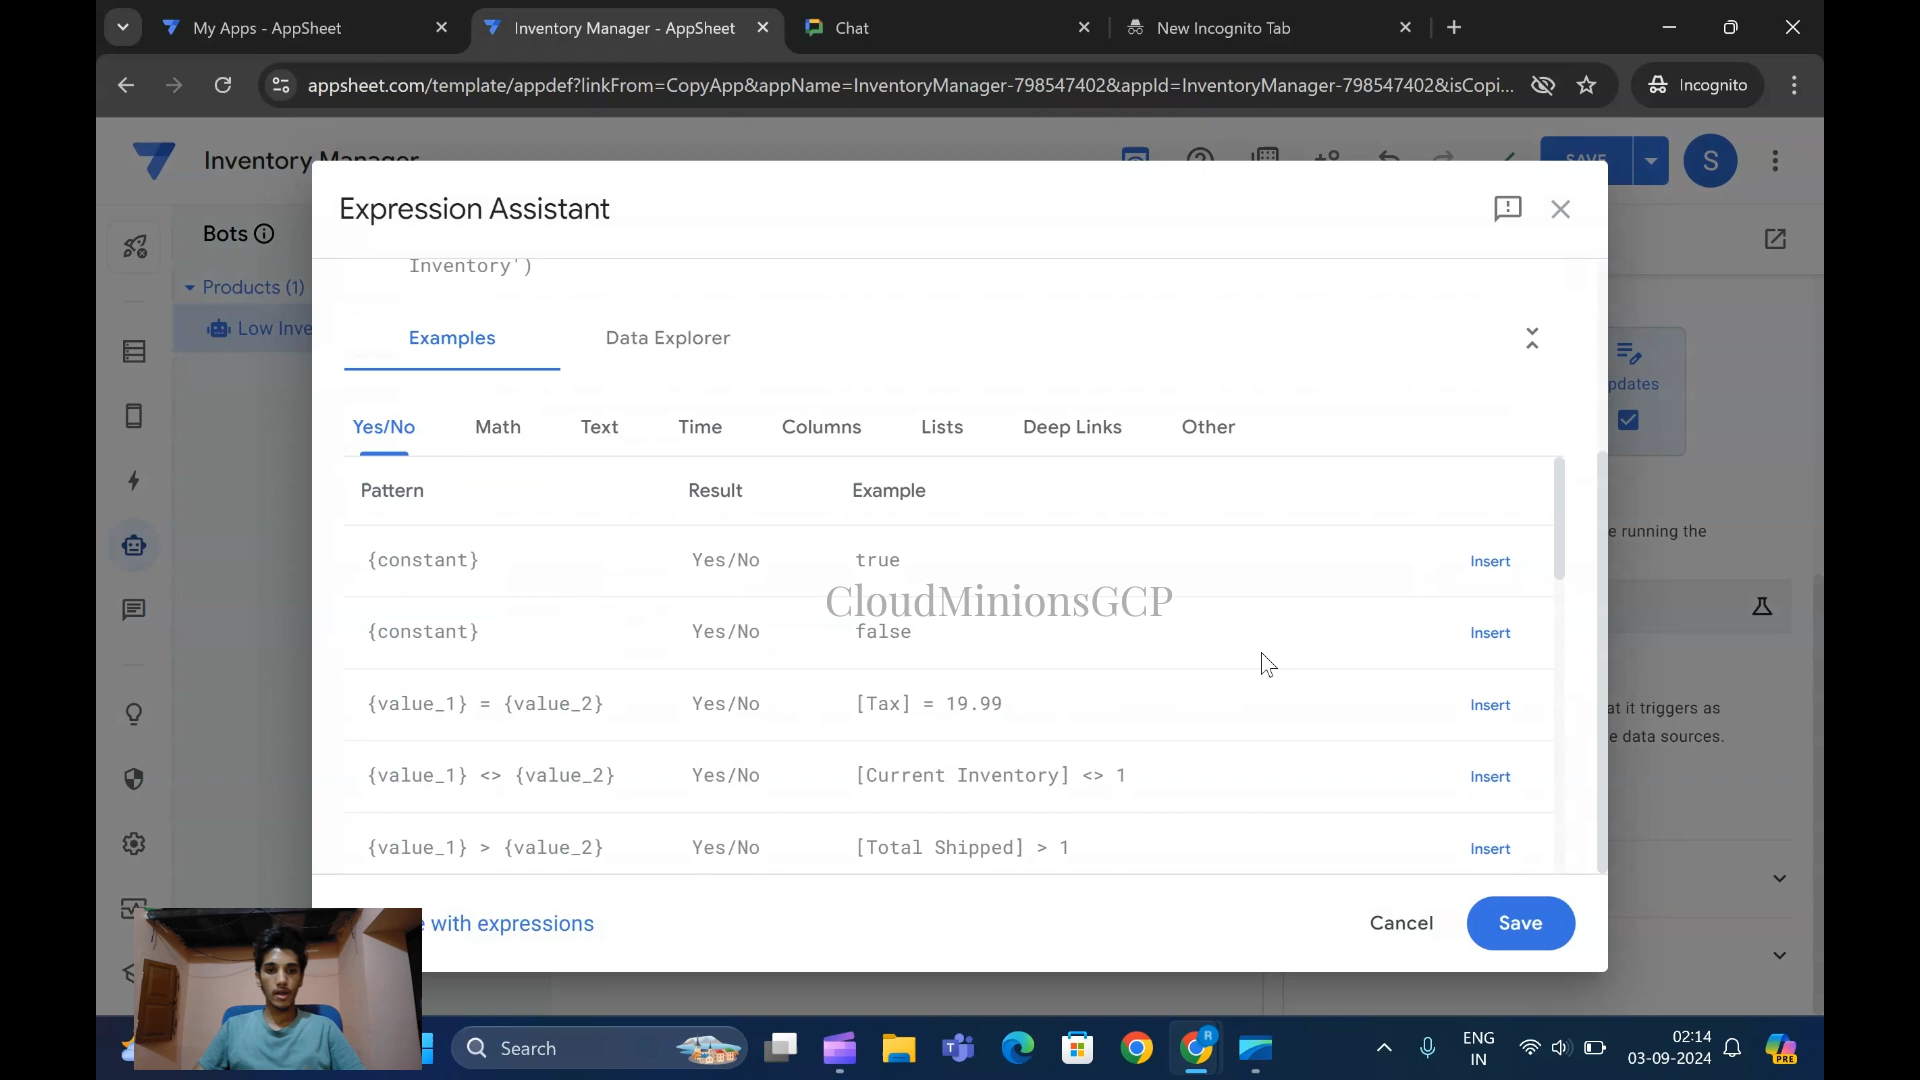 My Apps - AppSheet
Inventory Manager - AppSheet
Chat
New Incognito Tab
appsheet.com/template/appdef?linkFrom=CopyApp&appName=InventoryManager-798547402&appId=InventoryManager-798547402&isCopi...
Incognito
Inventory Manager
SAVE
S
Bots
Products (1)
Low Inve
Expression Assistant
Inventory')
Examples
Data Explorer
Yes/No
Math
Text
Time
Columns
Lists
Deep Links
Other
Pattern Result Example
{constant} Yes/No true Insert
{constant} Yes/No false Insert
{value_1} = {value_2} Yes/No [Tax] = 19.99 Insert
{value_1} <> {value_2} Yes/No [Current Inventory] <> 1 Insert
{value_1} > {value_2} Yes/No [Total Shipped] > 1 Insert
CloudMinionsGCP
pdates
e running the
at it triggers as
e data sources.
e with expressions
Cancel
Save
Search
R
ENG
IN
02:14
03-09-2024
PRE